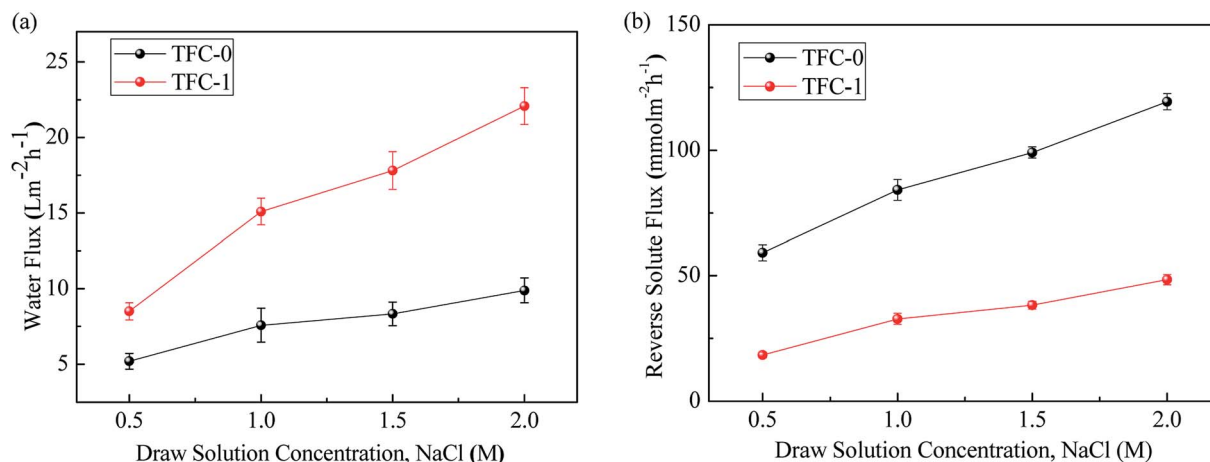 (a)
TFC-0
TFC-1
Water Flux (Lm⁻²h⁻¹)
25
20
15
10
5
0.5 1.0 1.5 2.0
Draw Solution Concentration, NaCl (M)
(b)
TFC-0
TFC-1
Reverse Solute Flux (mmolm⁻²h⁻¹)
150
100
50
0
0.5 1.0 1.5 2.0
Draw Solution Concentration, NaCl (M)